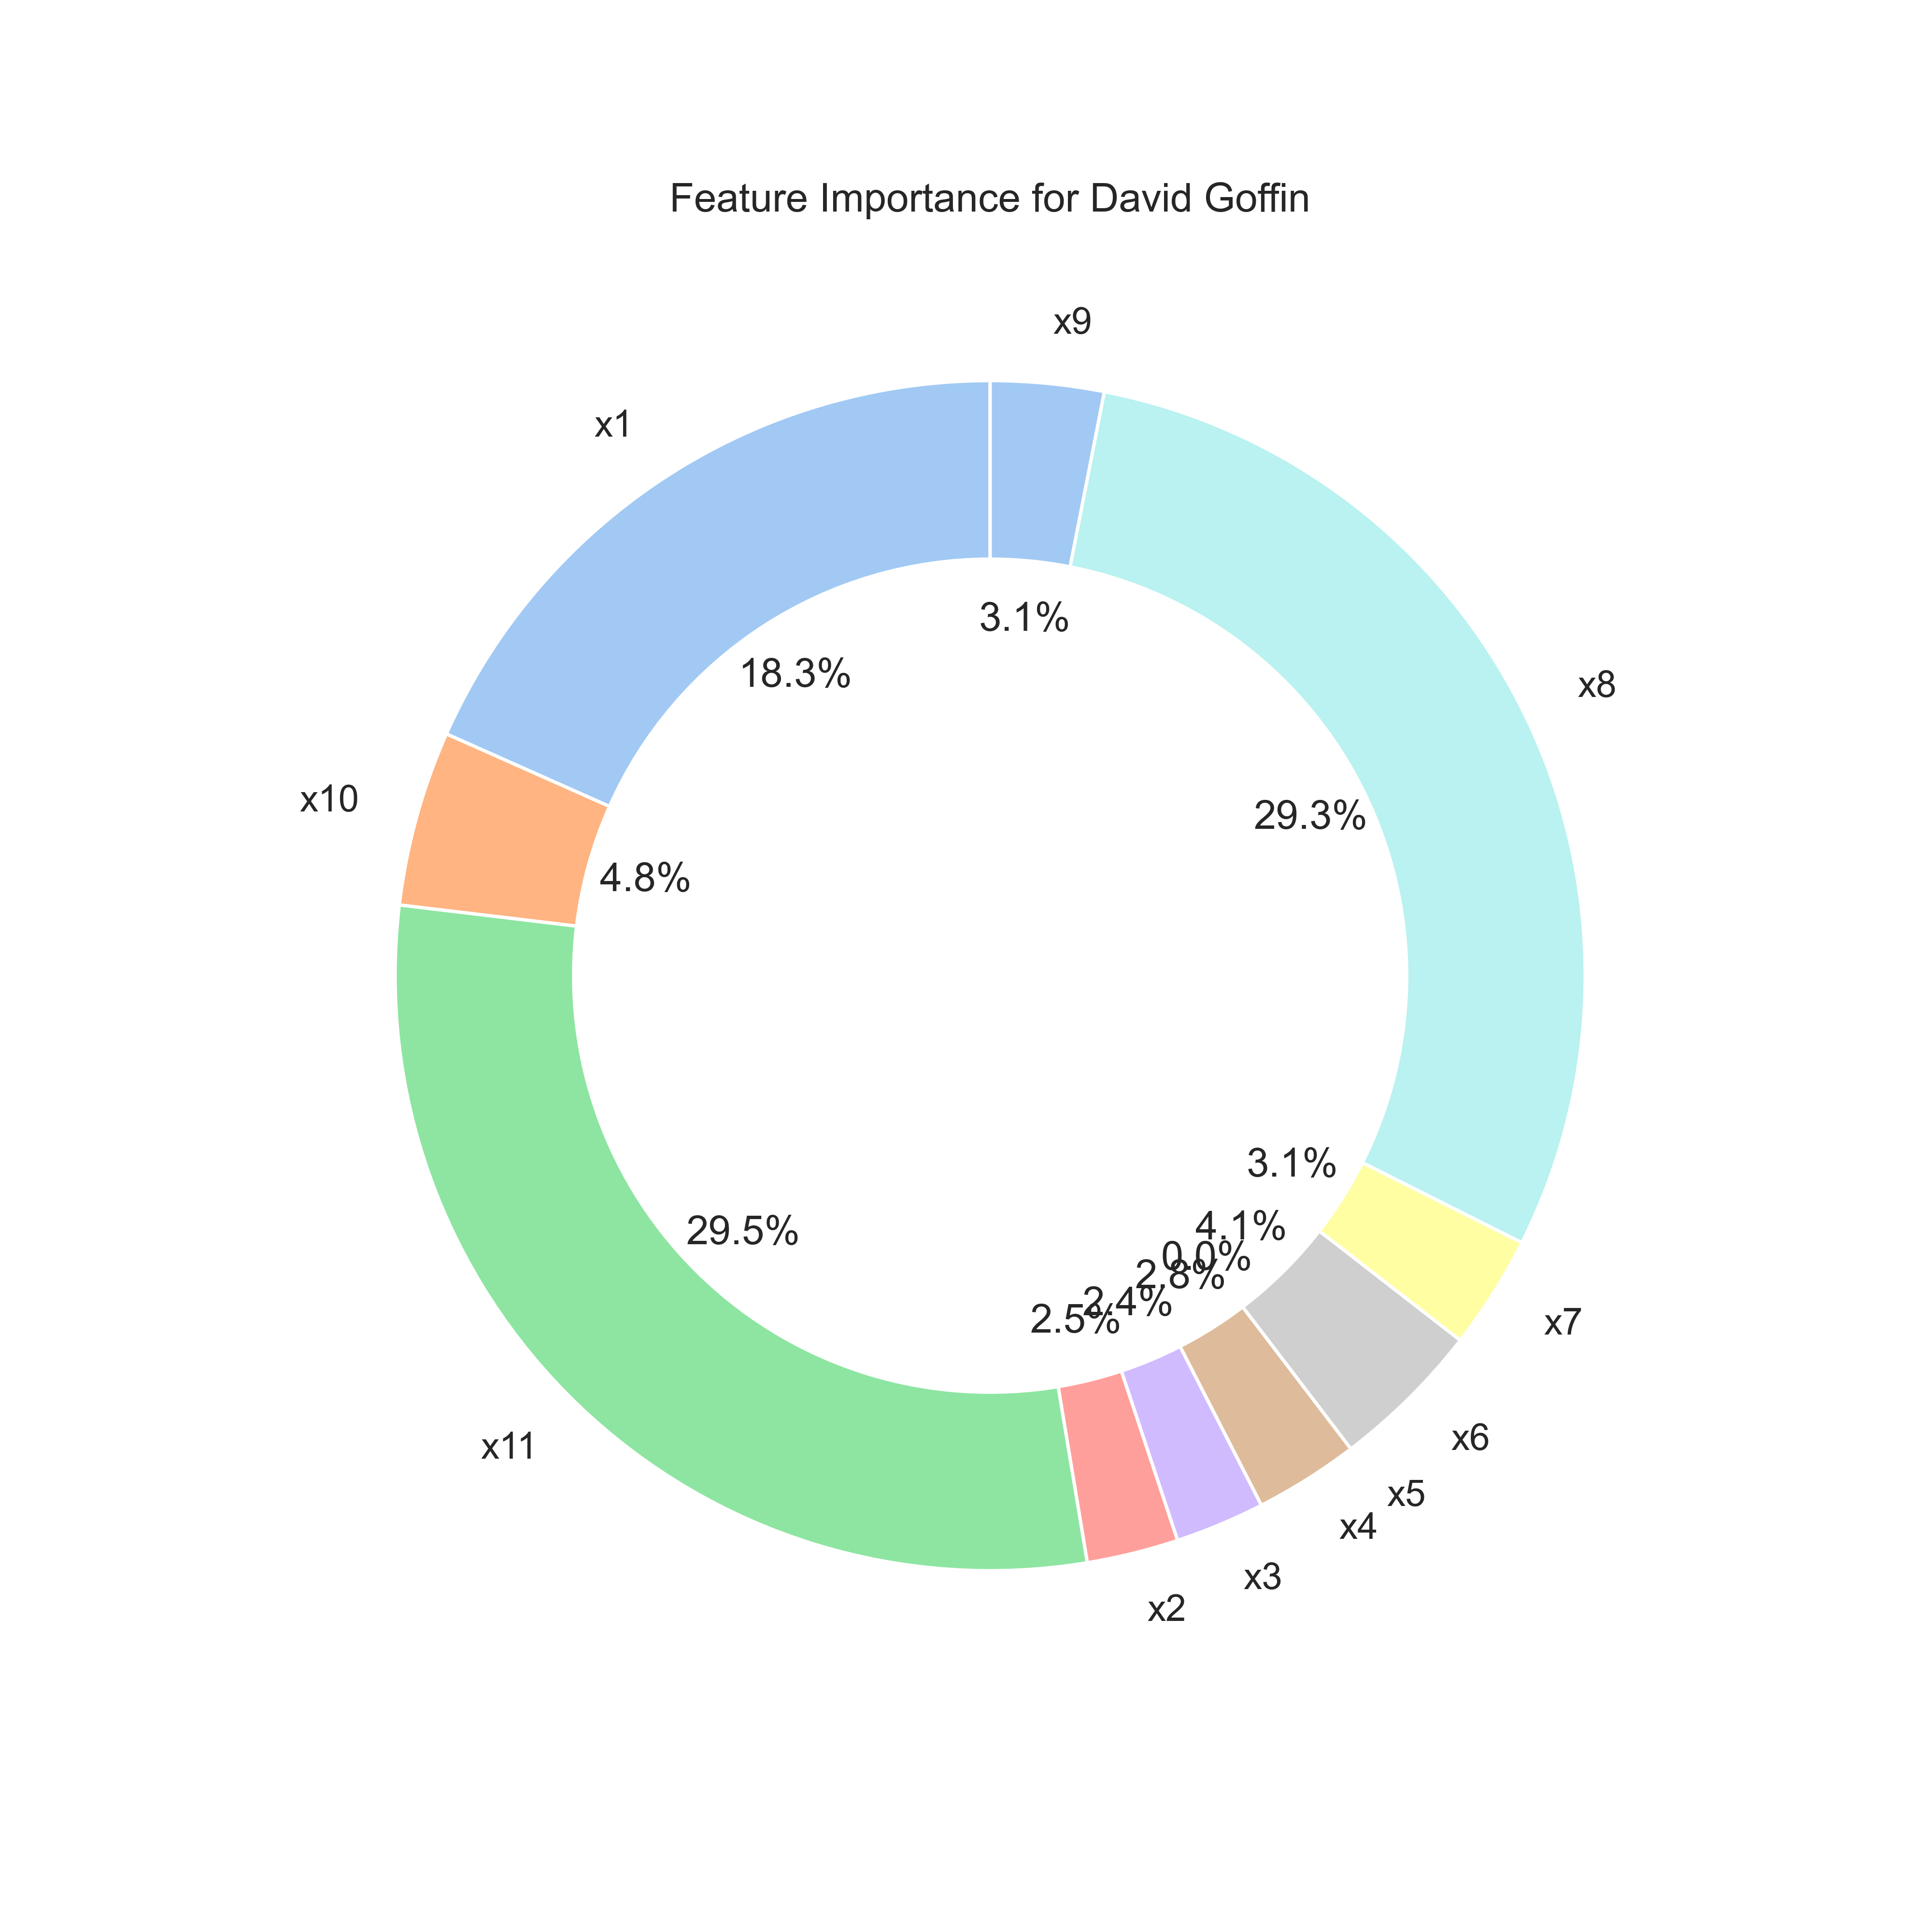 Feature Importance for David Goffin
x9
x1
3.1%
18.3%
x8
x10
29.3%
4.8%
3.1%
4.1%
29.5%
0.0%
2.8%
2.4%
2.5%
x7
x6
x11
x5
x4
x3
x2